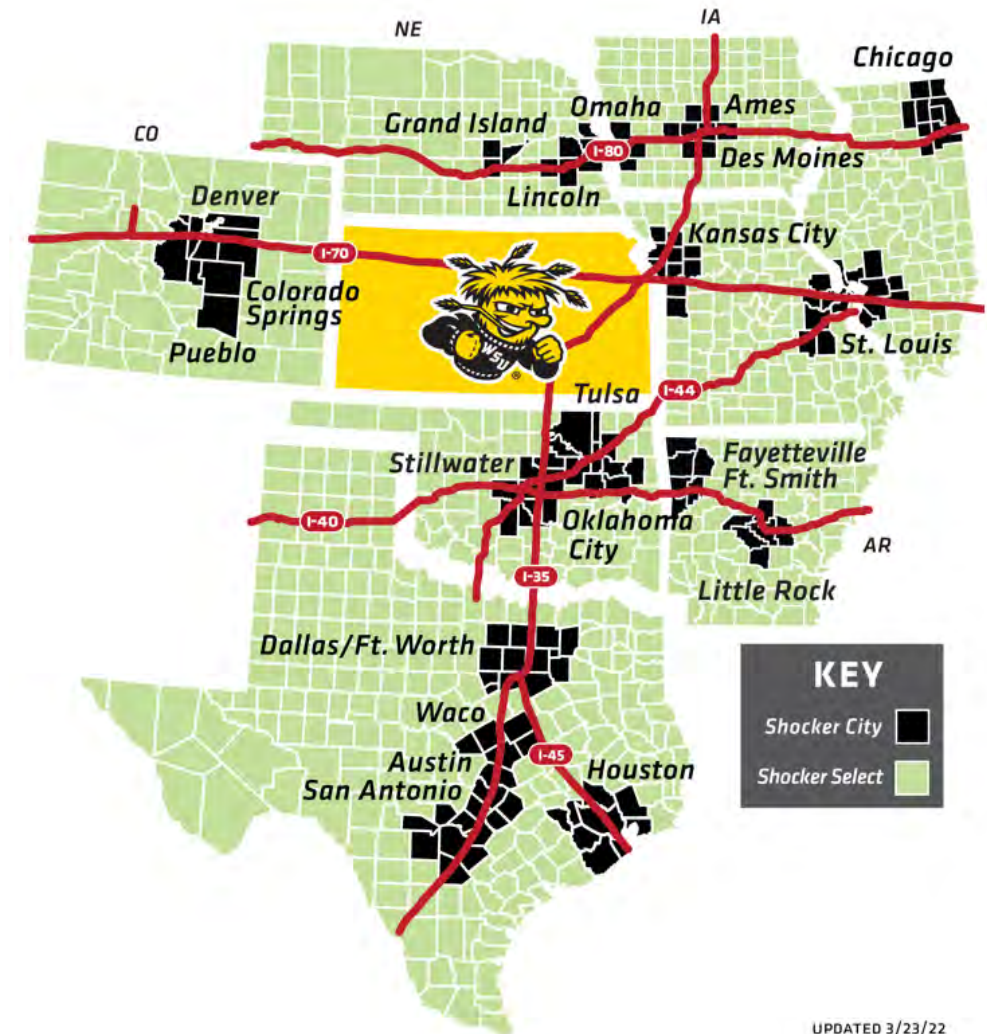 NE
IA
Chicago
CO
Grand Island
Omaha
Ames
I-80
Des Moines
Lincoln
Denver
I-70
Kansas City
Colorado
Springs
Pueblo
WSU
®
St. Louis
Tulsa
I-44
Stillwater
Fayetteville
Ft. Smith
I-40
Oklahoma
City
AR
I-35
Little Rock
Dallas/Ft. Worth
Waco
I-45
Austin
San Antonio
Houston
KEY
Shocker City
Shocker Select
UPDATED 3/23/22